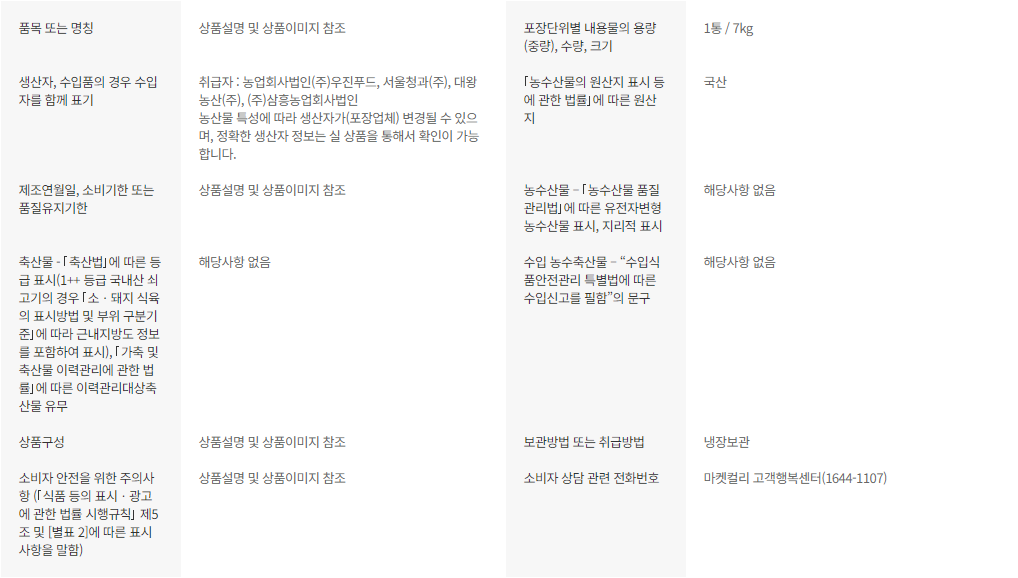 품목 또는 명칭
상품설명 및 상품이미지 참조
포장단위별 내용물의 용량
(중량), 수량, 크기
1통 / 7kg
생산자, 수입품의 경우 수입
자를 함께 표기
취급자 : 농업회사법인(주)우진푸드, 서울청과(주), 대왕
농산(주), (주)삼흥농업회사법인
농산물 특성에 따라 생산자가(포장업체) 변경될 수 있으
며, 정확한 생산자 정보는 실 상품을 통해서 확인이 가능
합니다.
「농수산물의 원산지 표시 등
에 관한 법률」에 따른 원산
지
국산
제조연월일, 소비기한 또는
품질유지기한
상품설명 및 상품이미지 참조
농수산물 – 「농수산물 품질
관리법」에 따른 유전자변형
농수산물 표시, 지리적 표시
해당사항 없음
축산물 - 「축산법」에 따른 등
급 표시(1++ 등급 국내산 쇠
고기의 경우 「소ㆍ돼지 식육
의 표시방법 및 부위 구분기
준」에 따라 근내지방도 정보
를 포함하여 표시), 「가축 및
축산물 이력관리에 관한 법
률」에 따른 이력관리대상축
산물 유무
해당사항 없음
수입 농수축산물 – “수입식
품안전관리 특별법에 따른
수입신고를 필함”의 문구
해당사항 없음
상품구성
상품설명 및 상품이미지 참조
보관방법 또는 취급방법
냉장보관
소비자 안전을 위한 주의사
항 (「식품 등의 표시ㆍ광고
에 관한 법률 시행규칙」 제5
조 및 [별표 2]에 따른 표시
사항을 말함)
상품설명 및 상품이미지 참조
소비자 상담 관련 전화번호
마켓컬리 고객행복센터(1644-1107)